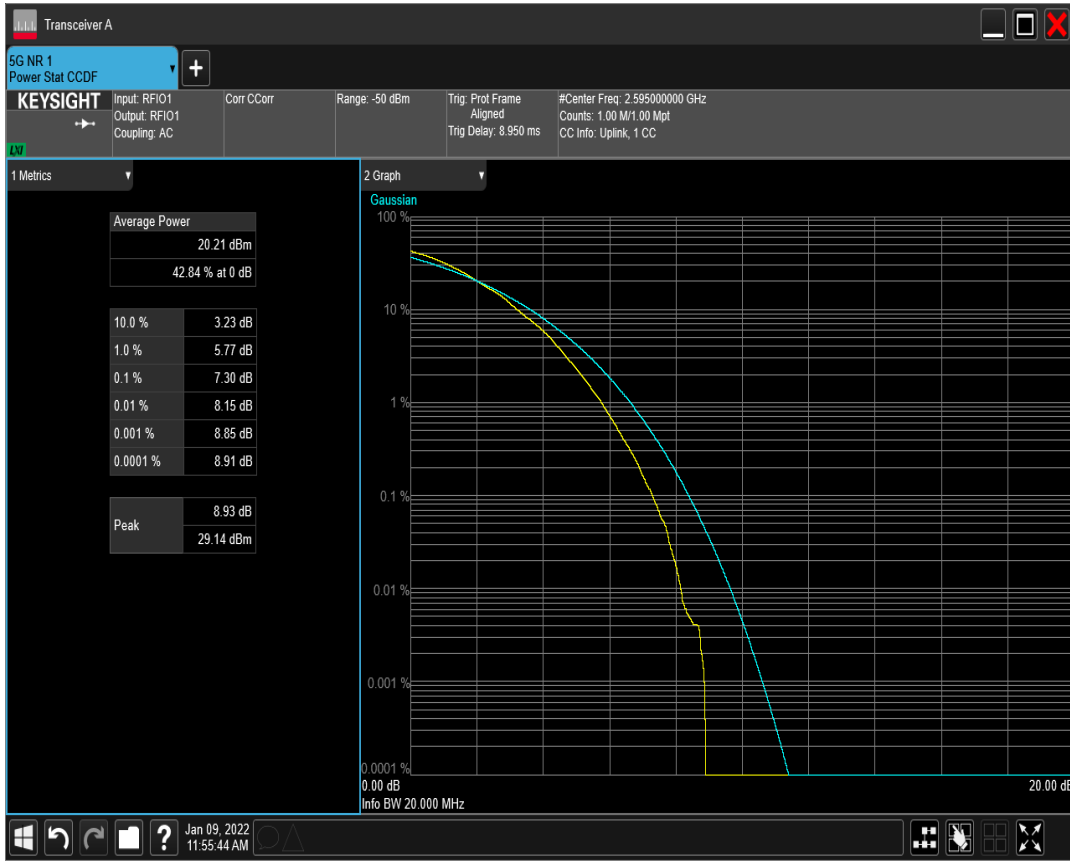 Transceiver A
5G NR 1
Power Stat CCDF
KEYSIGHT
LXI
Input: RFIO1
Output: RFIO1
Coupling: AC
Corr CCorr
Range: -50 dBm
Trig: Prot Frame
Aligned
Trig Delay: 8.950 ms
#Center Freq: 2.595000000 GHz
Counts: 1.00 M/1.00 Mpt
CC Info: Uplink, 1 CC
1 Metrics
Average Power
20.21 dBm
42.84 % at 0 dB
10.0 % 3.23 dB
1.0 % 5.77 dB
0.1 % 7.30 dB
0.01 % 8.15 dB
0.001 % 8.85 dB
0.0001 % 8.91 dB
Peak 8.93 dB
29.14 dBm
2 Graph
Gaussian
100 %
10 %
1 %
0.1 %
0.01 %
0.001 %
0.0001 %
0.00 dB 20.00 dB
Info BW 20.000 MHz
Jan 09, 2022
11:55:44 AM